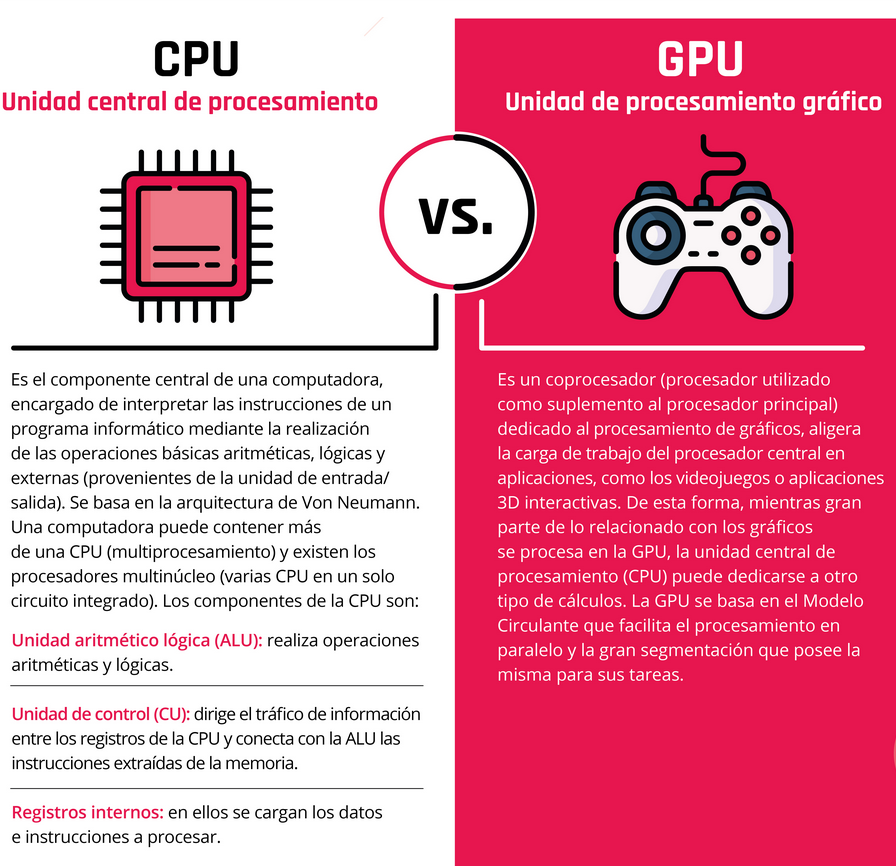 CPU
Unidad central de procesamiento
GPU
Unidad de procesamiento gráfico
VS.
Es el componente central de una computadora,
encargado de interpretar las instrucciones de un
programa informático mediante la realización
de las operaciones básicas aritméticas, lógicas y
externas (provenientes de la unidad de entrada/
salida). Se basa en la arquitectura de Von Neumann.
Una computadora puede contener más
de una CPU (multiprocesamiento) y existen los
procesadores multinúcleo (varias CPU en un solo
circuito integrado). Los componentes de la CPU son:
Unidad aritmético lógica (ALU): realiza operaciones
aritméticas y lógicas.
Unidad de control (CU): dirige el tráfico de información
entre los registros de la CPU y conecta con la ALU las
instrucciones extraídas de la memoria.
Registros internos: en ellos se cargan los datos
e instrucciones a procesar.
Es un coprocesador (procesador utilizado
como suplemento al procesador principal)
dedicado al procesamiento de gráficos, aligera
la carga de trabajo del procesador central en
aplicaciones, como los videojuegos o aplicaciones
3D interactivas. De esta forma, mientras gran
parte de lo relacionado con los gráficos
se procesa en la GPU, la unidad central de
procesamiento (CPU) puede dedicarse a otro
tipo de cálculos. La GPU se basa en el Modelo
Circulante que facilita el procesamiento en
paralelo y la gran segmentación que posee la
misma para sus tareas.